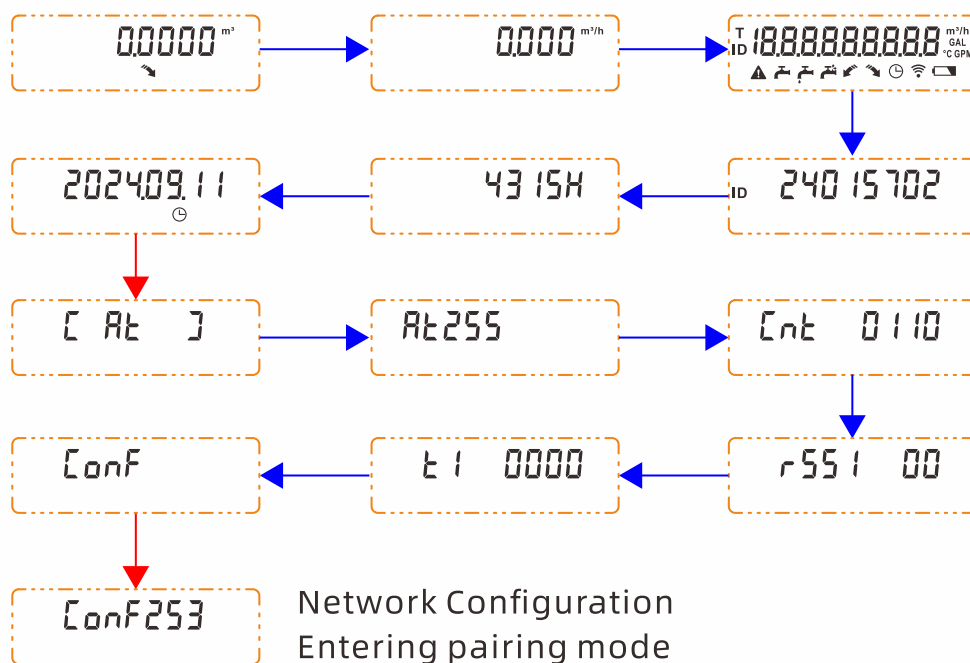 0.0000 m³
0.000 m³/h
T ID 18.8.8.8.8.8.8.8.8 m³/h GAL °C GPM
2024.09.11
4315H
ID 24015702
[ At ]
At255
Cnt 0110
ConF
t1 0000
rSSI 00
ConF253
Network Configuration
Entering pairing mode